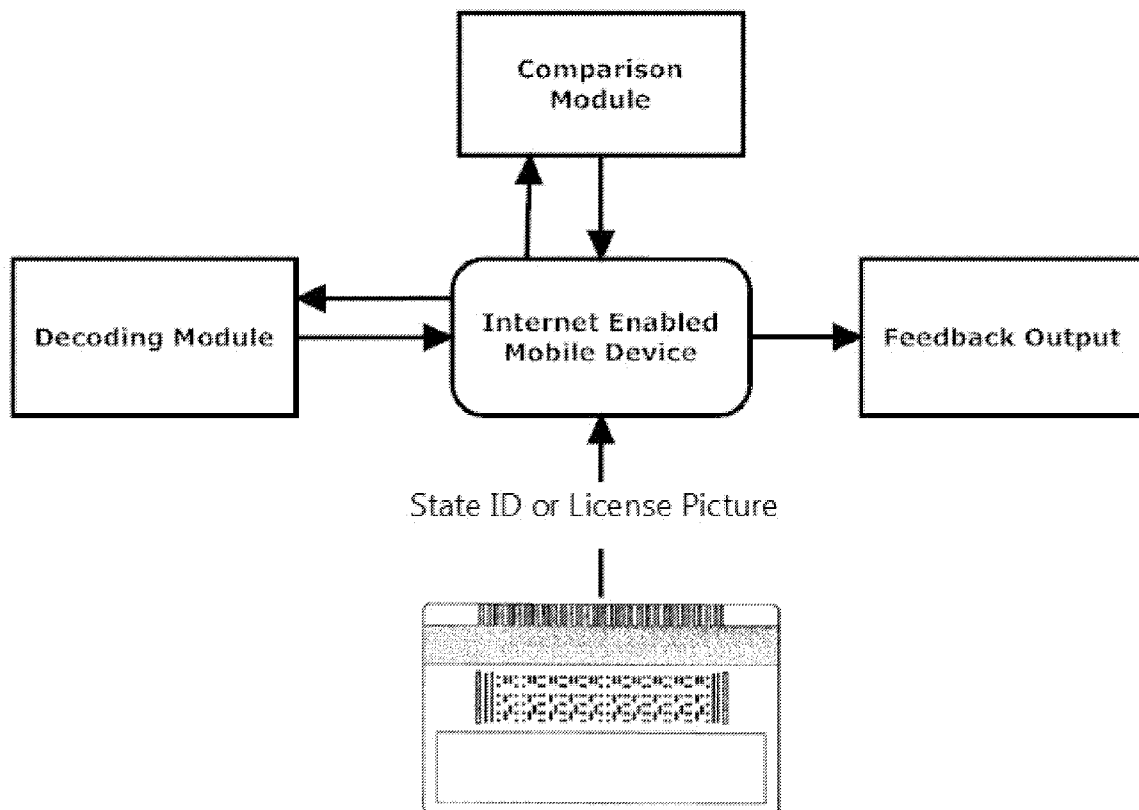 Comparison
Module
Decoding Module
Internet Enabled
Mobile Device
Feedback Output
State ID or License Picture